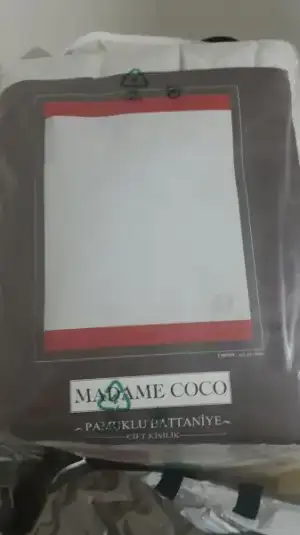 MADAME COCO
~ PAMUKLU BATTANİYE ~
ÇİFT KİŞİLİK